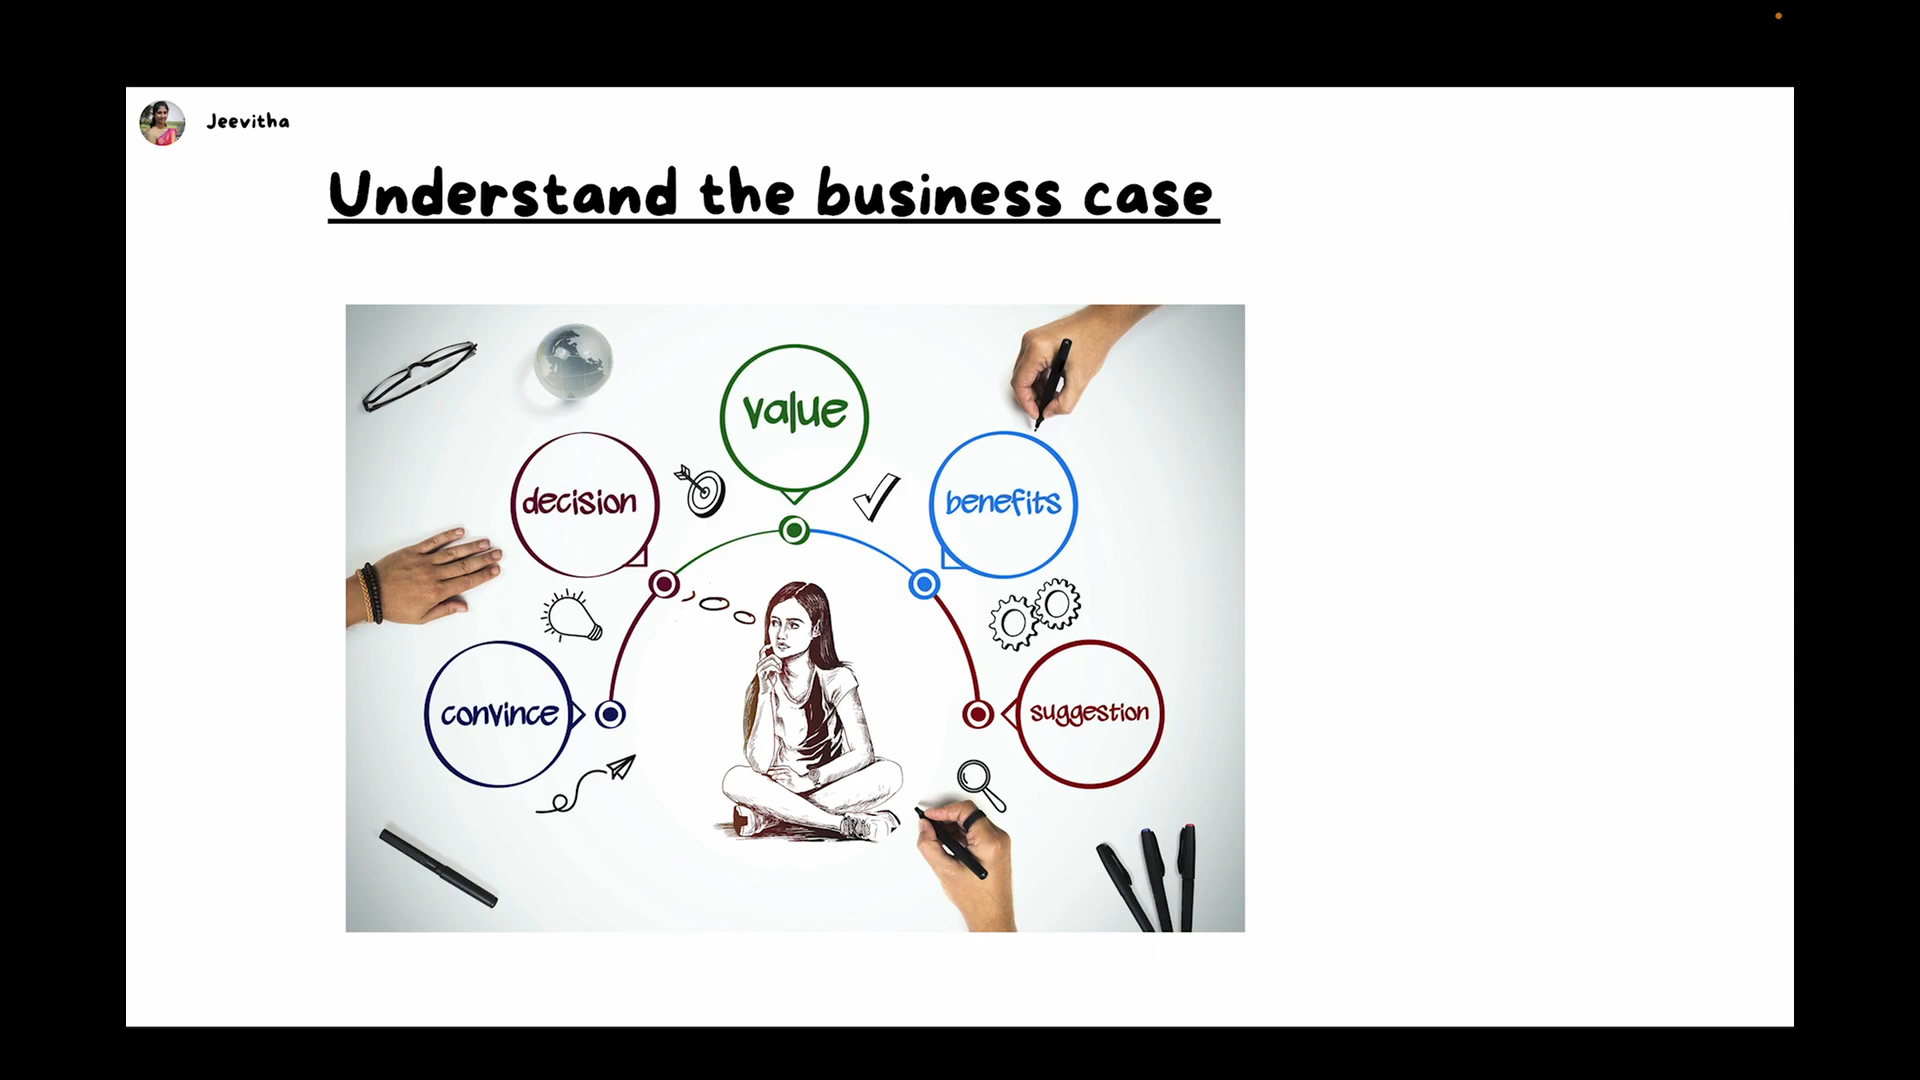 Jeevitha
Understand the business case
value
decision
benefits
convince
suggestion